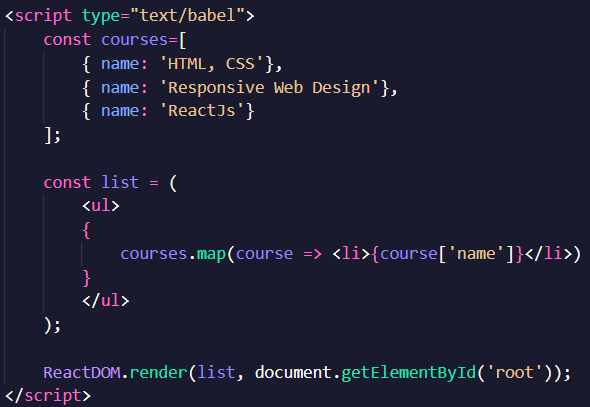 <script type="text/babel">
    const courses=[
        { name: 'HTML, CSS'},
        { name: 'Responsive Web Design'},
        { name: 'ReactJs'}
    ];

    const list = (
        <ul>
        {
            courses.map(course => <li>{course['name']}</li>)
        }
        </ul>
    );

    ReactDOM.render(list, document.getElementById('root'));
</script>